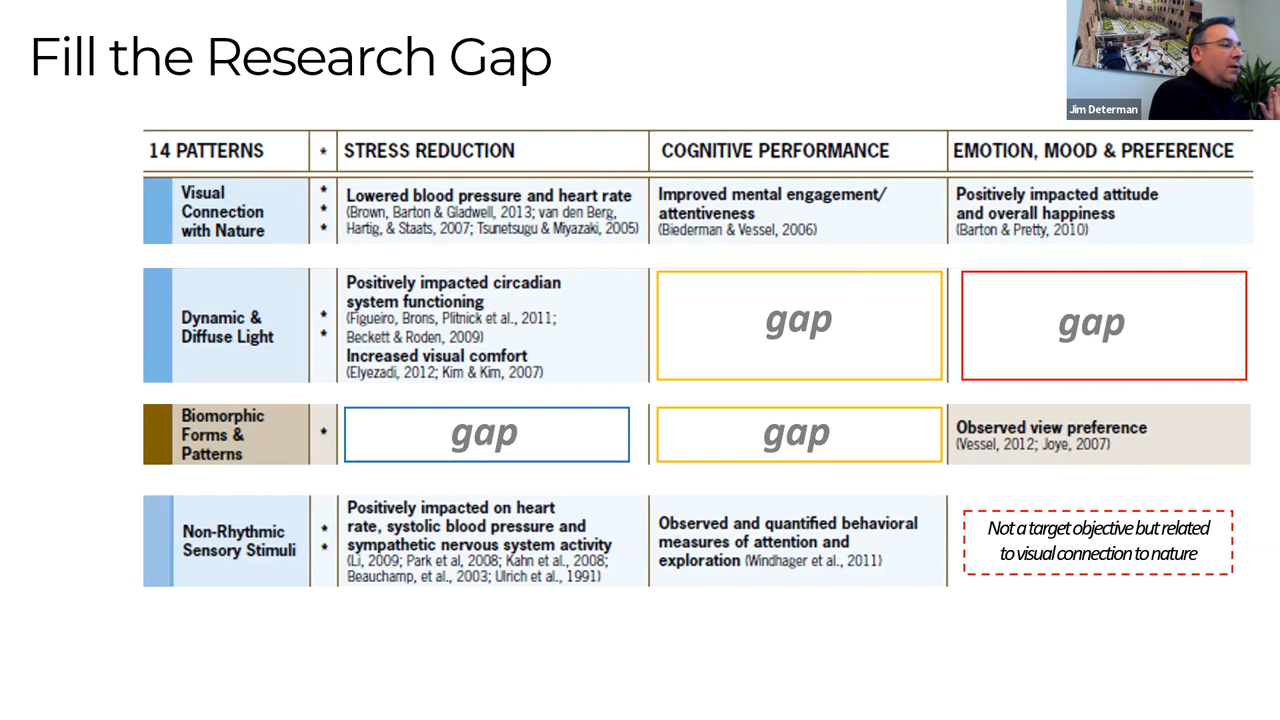 Fill the Research Gap
Jim Determan
14 PATTERNS
*
STRESS REDUCTION
COGNITIVE PERFORMANCE
EMOTION, MOOD & PREFERENCE
Visual
Connection
with Nature
*
*
*
Lowered blood pressure and heart rate
(Brown, Barton & Gladwell, 2013; van den Berg,
Hartig, & Staats, 2007; Tsunetsugu & Miyazaki, 2005)
Improved mental engagement/
attentiveness
(Biederman & Vessel, 2006)
Positively impacted attitude
and overall happiness
(Barton & Pretty, 2010)
Dynamic &
Diffuse Light
*
*
Positively impacted circadian
system functioning
(Figueiro, Brons, Plitnick et al., 2011;
Beckett & Roden, 2009)
Increased visual comfort
(Elyezadi, 2012; Kim & Kim, 2007)
gap
gap
Biomorphic
Forms &
Patterns
*
gap
gap
Observed view preference
(Vessel, 2012; Joye, 2007)
Non-Rhythmic
Sensory Stimuli
*
*
Positively impacted on heart
rate, systolic blood pressure and
sympathetic nervous system activity
(Li, 2009; Park et al, 2008; Kahn et al., 2008;
Beauchamp, et al., 2003; Ulrich et al., 1991)
Observed and quantified behavioral
measures of attention and
exploration (Windhager et al., 2011)
Not a target objective but related
to visual connection to nature